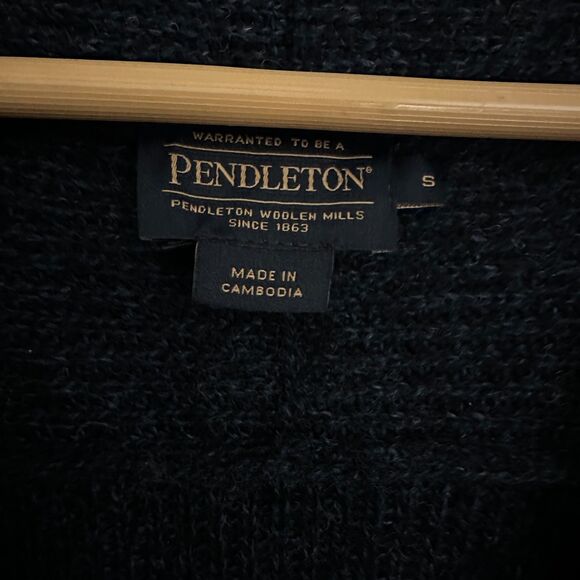 WARRANTED TO BE A
PENDLETON®
S
PENDLETON WOOLEN MILLS
SINCE 1863
MADE IN
CAMBODIA